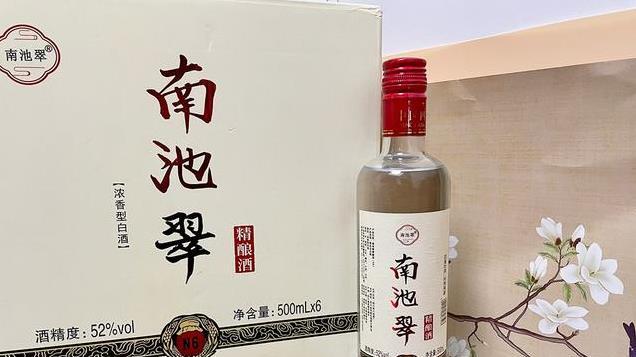 南池翠®
南池翠
精酿酒
【浓香型白酒】
净含量:500mLx6
酒精度:52%vol
N6
南池翠
南池翠
精酿酒